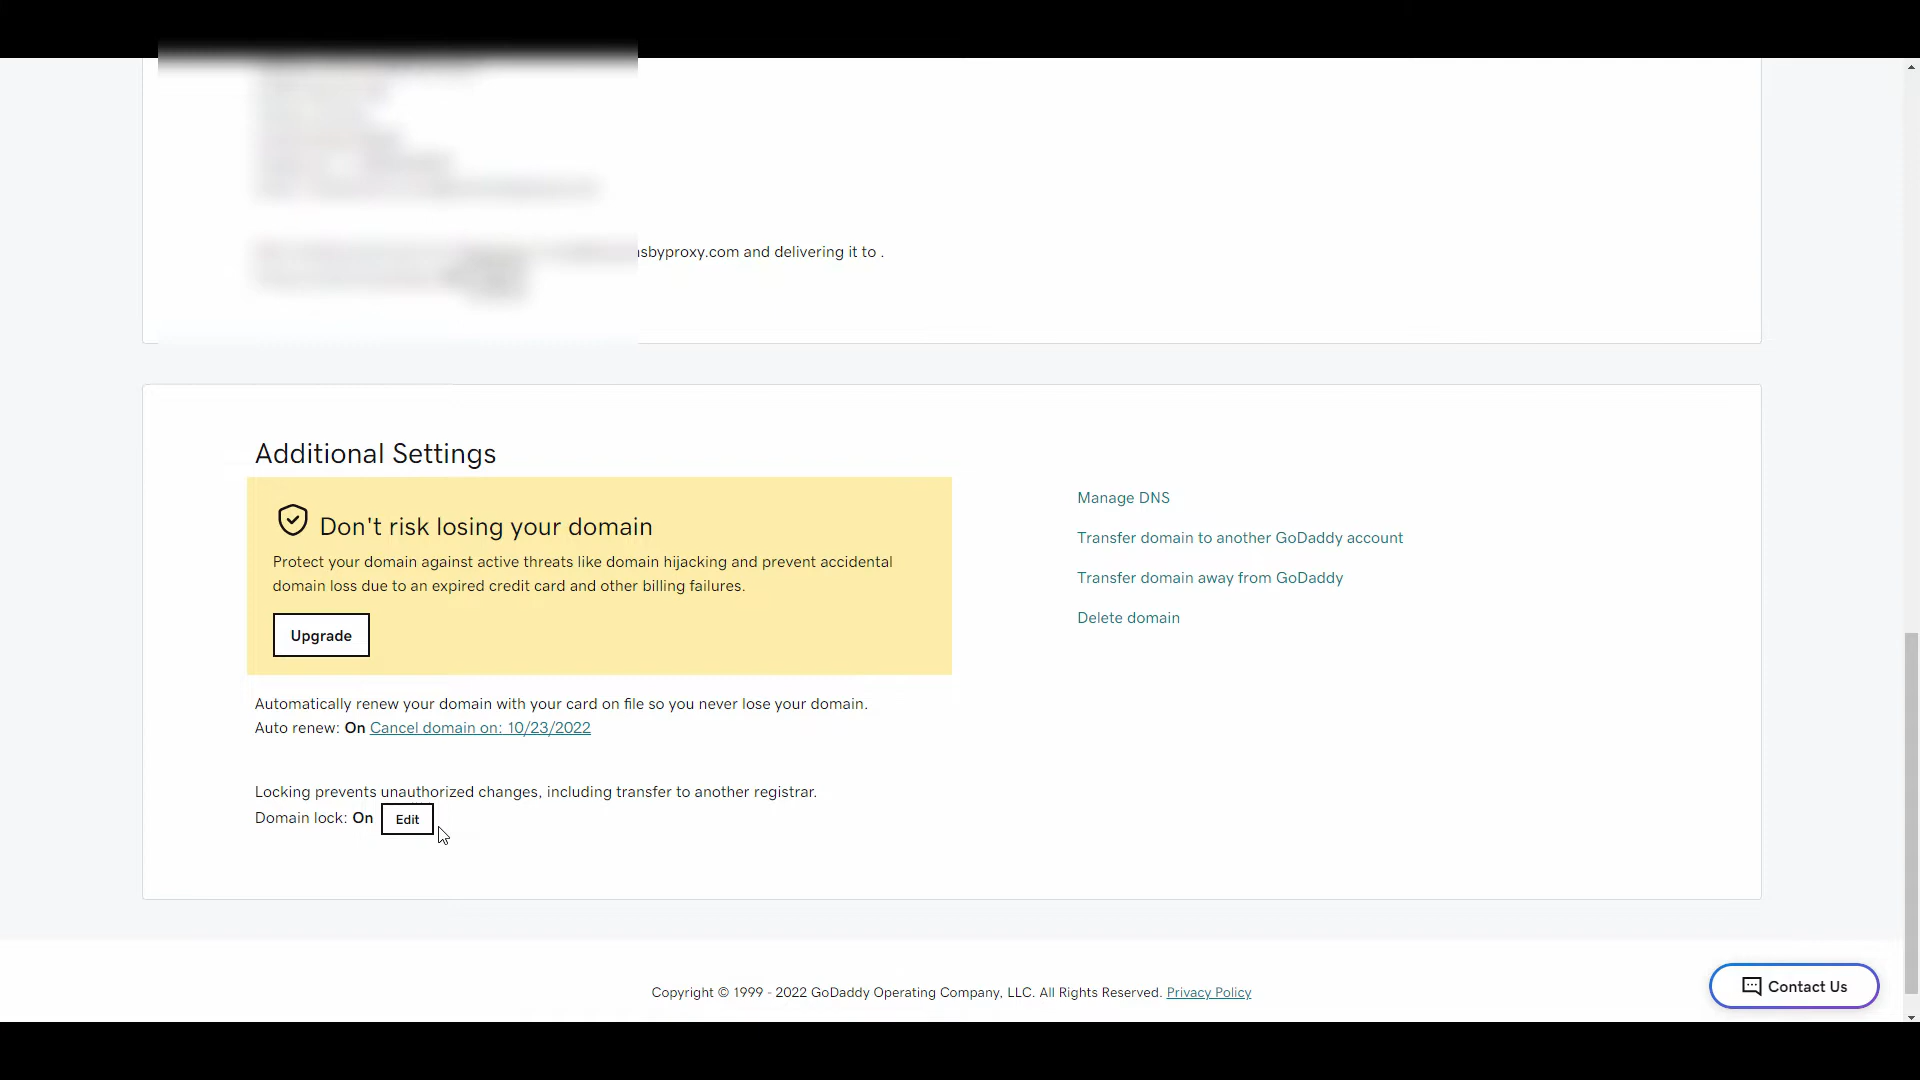 sbyproxy.com and delivering it to .
Additional Settings
Don't risk losing your domain
Protect your domain against active threats like domain hijacking and prevent accidental
domain loss due to an expired credit card and other billing failures.
Upgrade
Automatically renew your domain with your card on file so you never lose your domain.
Auto renew: On Cancel domain on: 10/23/2022
Locking prevents unauthorized changes, including transfer to another registrar.
Domain lock: On Edit
Manage DNS
Transfer domain to another GoDaddy account
Transfer domain away from GoDaddy
Delete domain
Copyright © 1999 - 2022 GoDaddy Operating Company, LLC. All Rights Reserved. Privacy Policy
Contact Us